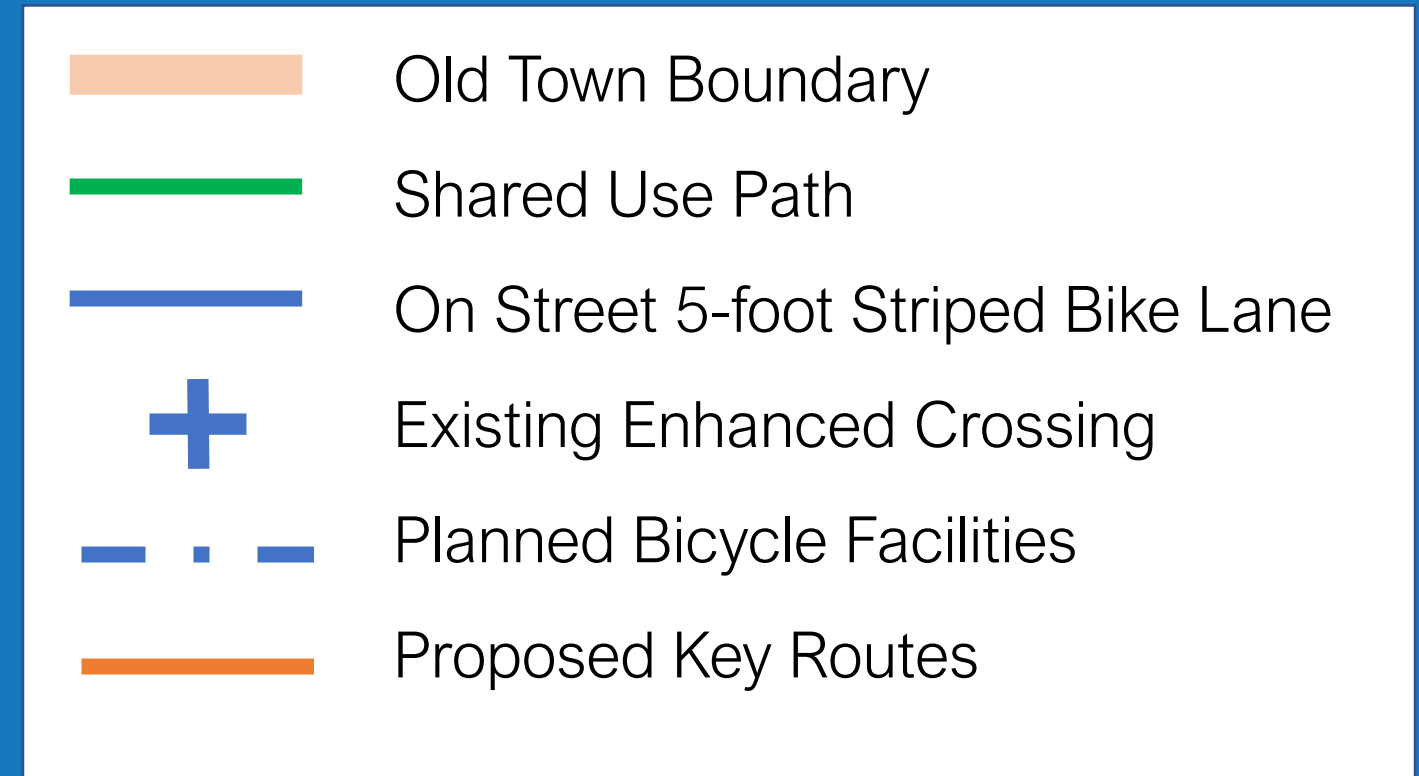 Old Town Boundary
Shared Use Path
On Street 5-foot Striped Bike Lane
Existing Enhanced Crossing
Planned Bicycle Facilities
Proposed Key Routes